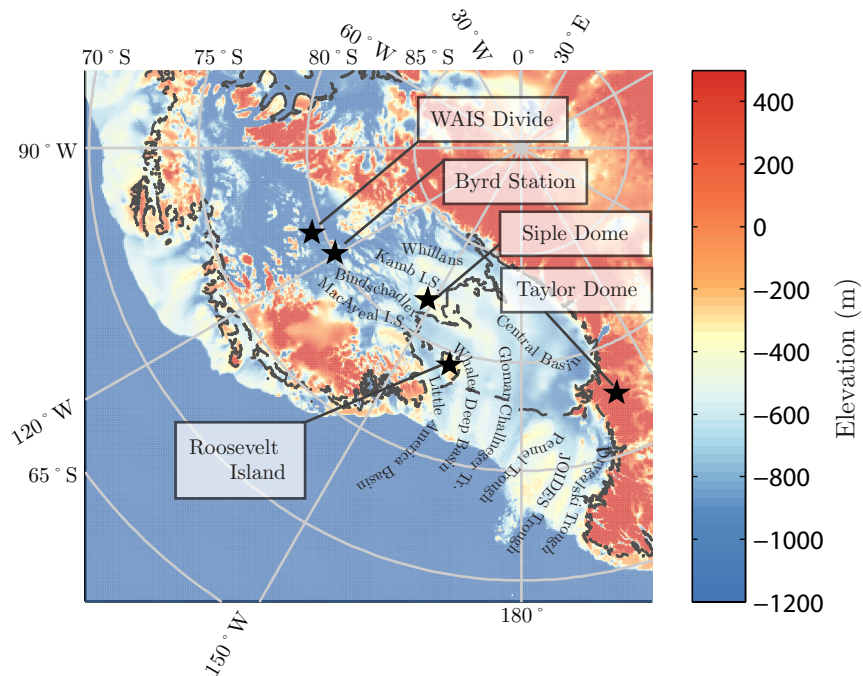 70°S
75°S
80°S
60°W
85°S
30°W
0°
30°E
90°W
WAIS Divide
Byrd Station
Siple Dome
Taylor Dome
Whillans
Kamb I.S.
Bindschadler
MacAyeal I.S.
Central Basin
Roosevelt
Island
Little America Basin
Whales Deep Basin
Glomar Challneger Tr.
Pennel Trough
JOIDES Trough
Drygalski Trough
120°W
65°S
150°W
180°
400
200
0
−200
−400
−600
−800
−1000
−1200
Elevation (m)